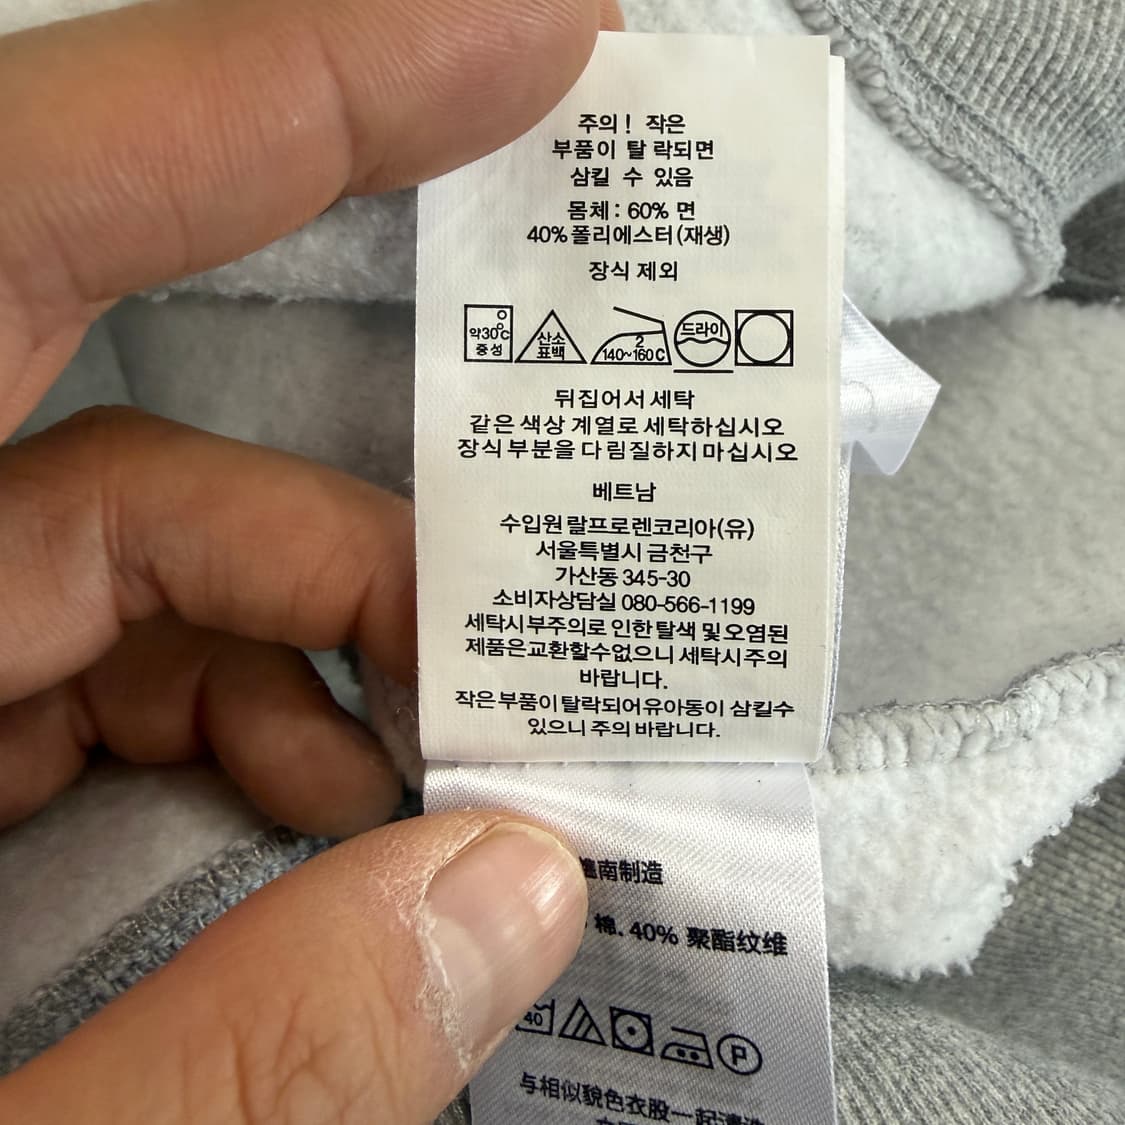 주의! 작은
부품이 탈 락되면
삼킬 수 있음
몸체: 60% 면
40% 폴리에스터(재생)
장식 제외
약30℃
중성
산소
표백
2
140~160C
드라이
뒤집어서 세탁
같은 색상 계열로 세탁하십시오
장식 부분을 다림질하지 마십시오
베트남
수입원 랄프로렌코리아(유)
서울특별시 금천구
가산동 345-30
소비자상담실 080-566-1199
세탁시부주의로 인한 탈색 및 오염된
제품은교환할수없으니 세탁시주의
바랍니다.
작은 부품이 탈락되어유아동이 삼킬수
있으니 주의 바랍니다.
南制造
棉. 40% 聚酯纹维
40
P
与相似貌色衣股一起